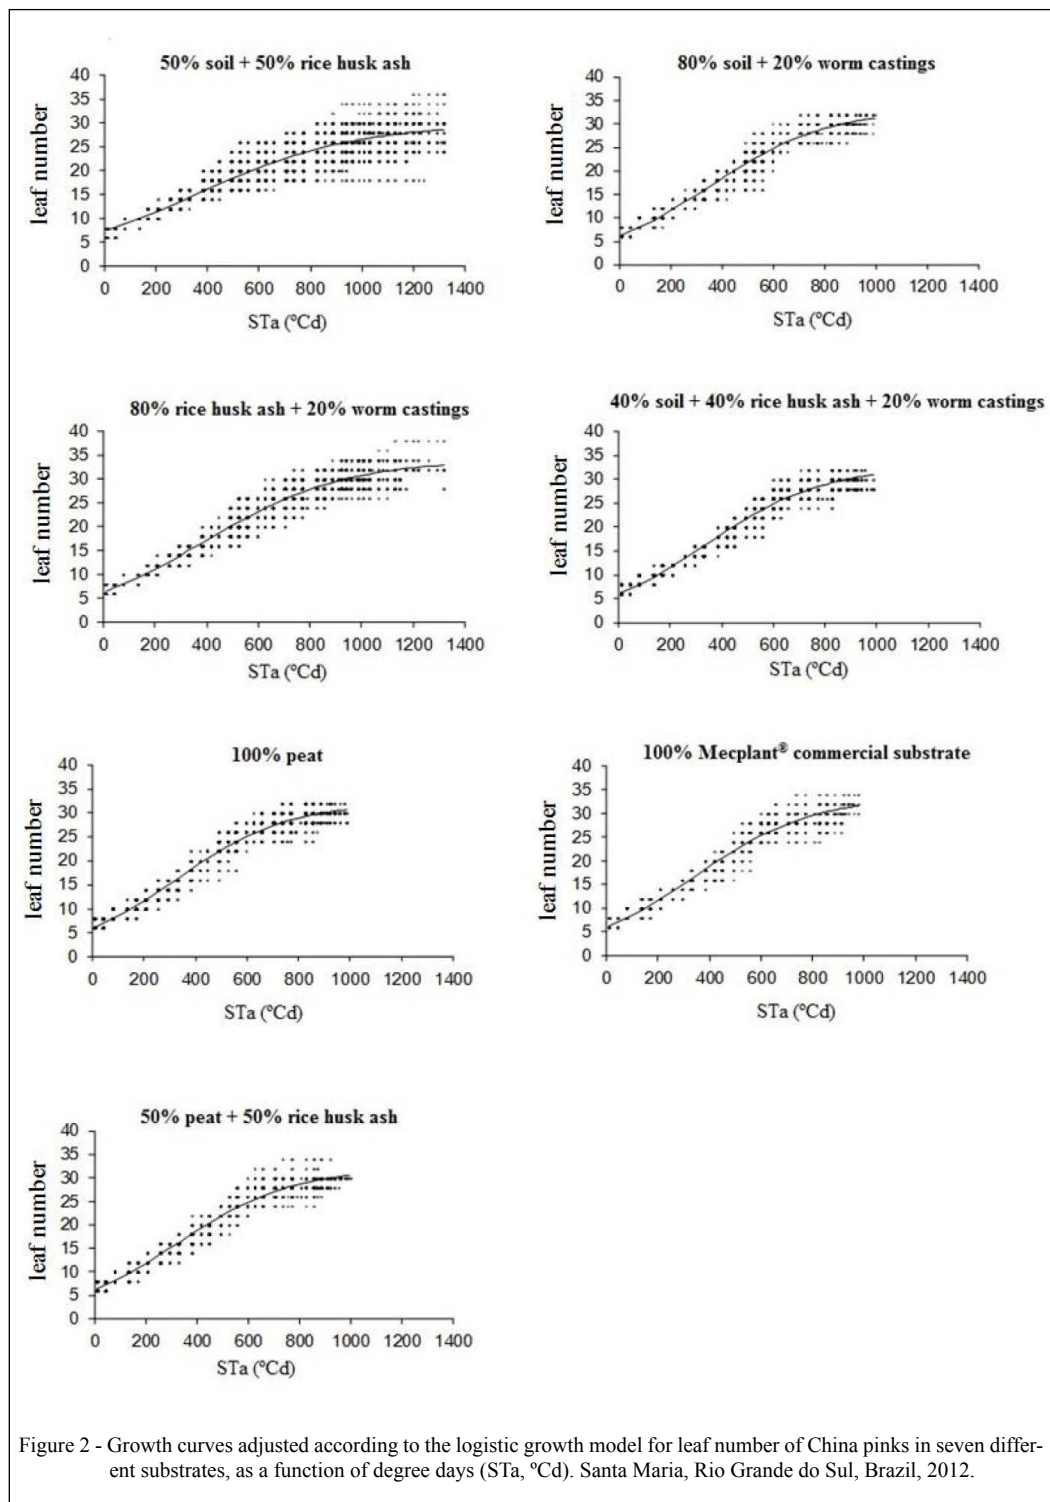 50% soil + 50% rice husk ash
40
35
30
25
20
15
10
5
0
leaf number
0 200 400 600 800 1000 1200 1400
STa (ºCd)
80% soil + 20% worm castings
40
35
30
25
20
15
10
5
0
leaf number
0 200 400 600 800 1000 1200 1400
STa (ºCd)
80% rice husk ash + 20% worm castings
40
35
30
25
20
15
10
5
0
leaf number
0 200 400 600 800 1000 1200 1400
STa (ºCd)
40% soil + 40% rice husk ash + 20% worm castings
40
35
30
25
20
15
10
5
0
leaf number
0 200 400 600 800 1000 1200 1400
STa (ºCd)
100% peat
40
35
30
25
20
15
10
5
0
leaf number
0 200 400 600 800 1000 1200 1400
STa (ºCd)
100% Mecplant® commercial substrate
40
35
30
25
20
15
10
5
0
leaf number
0 200 400 600 800 1000 1200 1400
STa (ºCd)
50% peat + 50% rice husk ash
40
35
30
25
20
15
10
5
0
leaf number
0 200 400 600 800 1000 1200 1400
STa (ºCd)
Figure 2 - Growth curves adjusted according to the logistic growth model for leaf number of China pinks in seven differ-
ent substrates, as a function of degree days (STa, ºCd). Santa Maria, Rio Grande do Sul, Brazil, 2012.